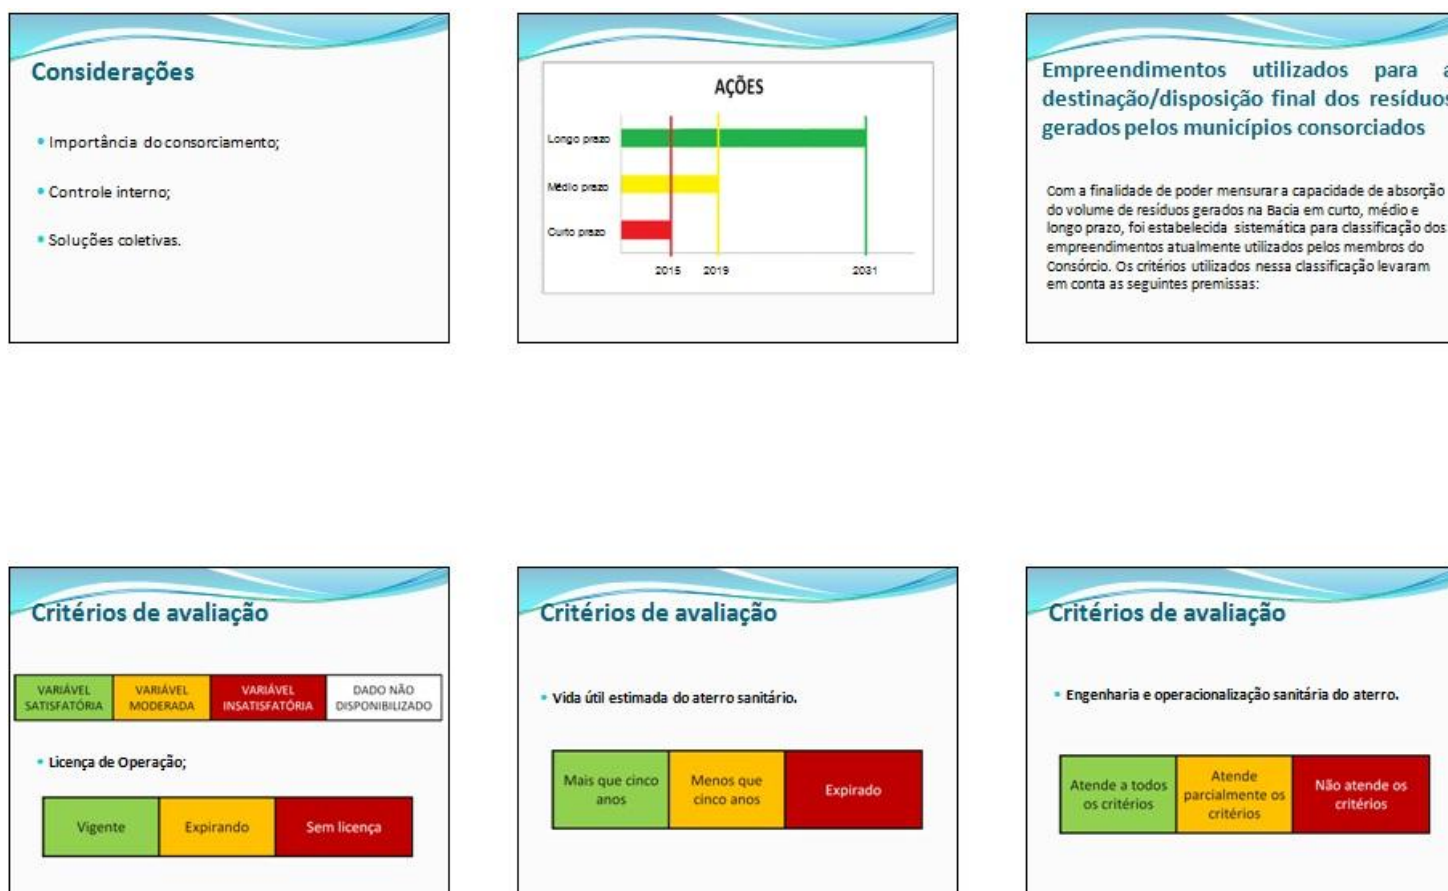 Considerações
Importância do consorciamento;
Controle interno;
Soluções coletivas.
AÇÕES
Longo prazo
Médio prazo
Curto prazo
2015 2019 2031
Empreendimentos utilizados para a
destinação/disposição final dos resíduos
gerados pelos municípios consorciados
Com a finalidade de poder mensurar a capacidade de absorção
do volume de resíduos gerados na Bacia em curto, médio e
longo prazo, foi estabelecida sistemática para classificação dos
empreendimentos atualmente utilizados pelos membros do
Consórcio. Os critérios utilizados nessa classificação levaram
em conta as seguintes premissas:
Critérios de avaliação
VARIÁVEL
SATISFATÓRIA
VARIÁVEL
MODERADA
VARIÁVEL
INSATISFATÓRIA
DADO NÃO
DISPONIBILIZADO
Licença de Operação;
Vigente
Expirando
Sem licença
Critérios de avaliação
Vida útil estimada do aterro sanitário.
Mais que cinco
anos
Menos que
cinco anos
Expirado
Critérios de avaliação
Engenharia e operacionalização sanitária do aterro.
Atende a todos
os critérios
Atende
parcialmente os
critérios
Não atende os
critérios